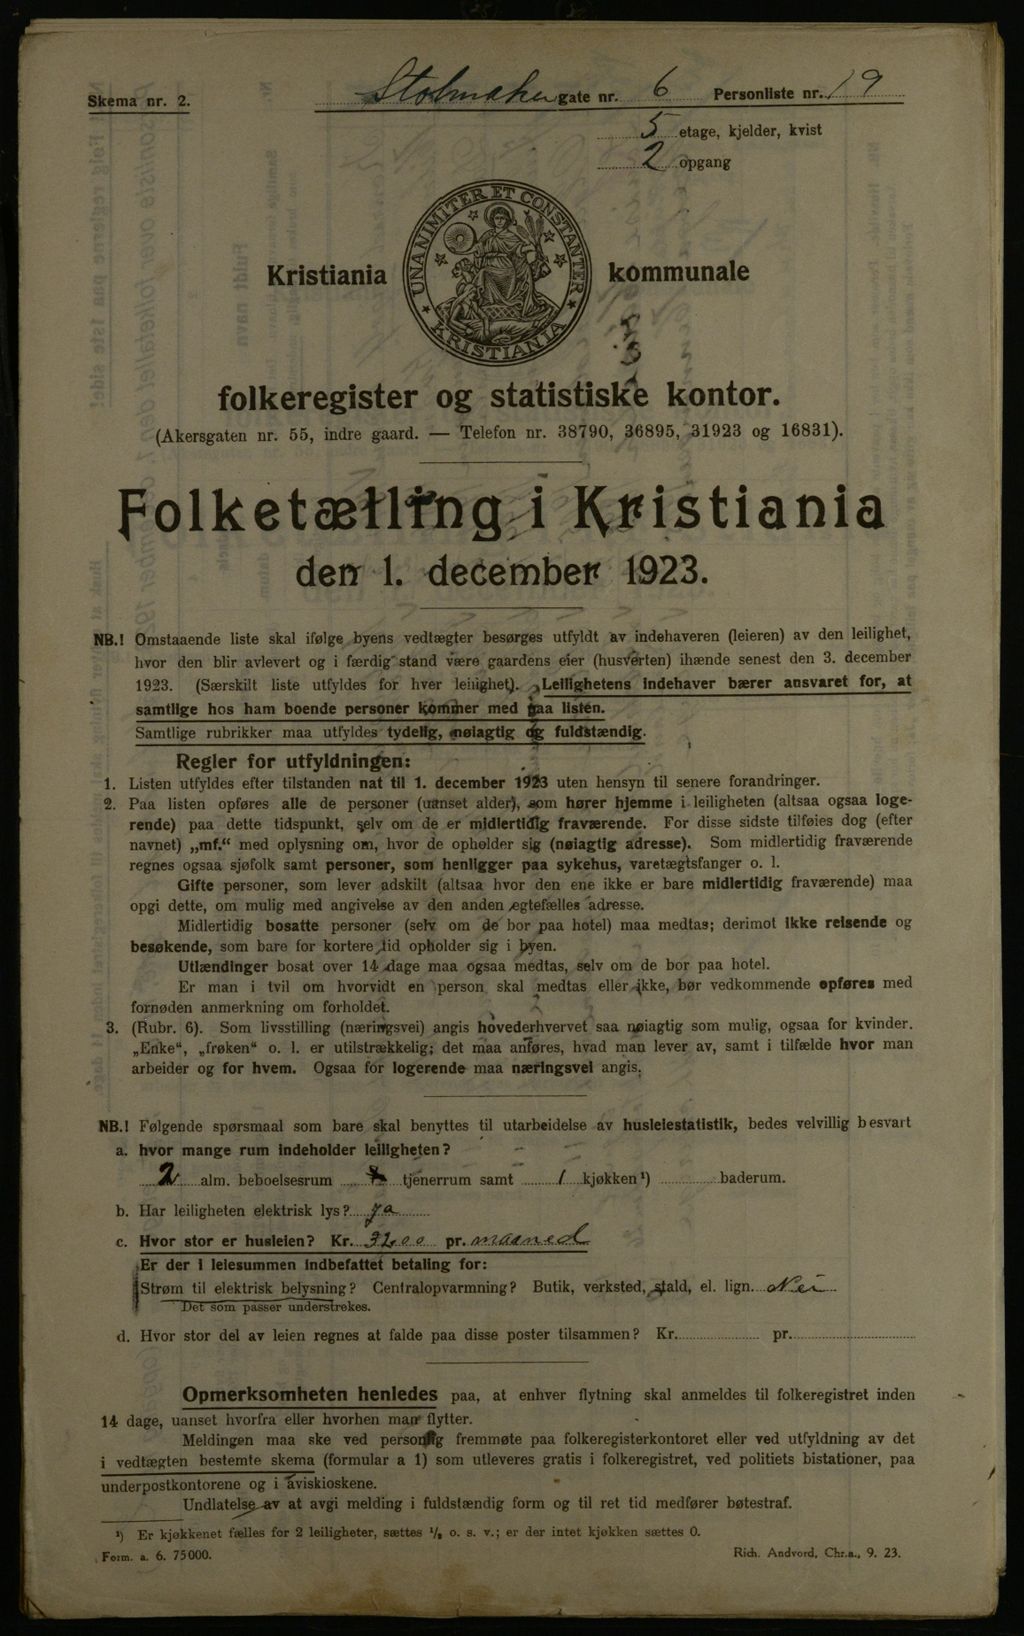 Skema nr. 2.
Stolmakergate nr. 6 Personliste nr. 19
5 etage, kjelder, kvist
2 opgang
UNANIMITER ET CONSTANTER
KRISTIANIA
Kristiania kommunale
folkeregister og statistiske kontor.
(Akersgaten nr. 55, indre gaard. — Telefon nr. 38790, 36895, 31923 og 16831).
Folketælling i Kristiania
den 1. december 1923.
NB.! Omstaaende liste skal ifølge byens vedtægter besørges utfyldt av indehaveren (leieren) av den leilighet,
hvor den blir avlevert og i færdig stand være gaardens eier (husverten) ihænde senest den 3. december
1923. (Særskilt liste utfyldes for hver leilighet). Leilighetens indehaver bærer ansvaret for, at
samtlige hos ham boende personer kommer med paa listen.
Samtlige rubrikker maa utfyldes tydelig, nøiagtig og fuldstændig.
Regler for utfyldningen:
1. Listen utfyldes efter tilstanden nat til 1. december 1923 uten hensyn til senere forandringer.
2. Paa listen opføres alle de personer (uanset alder), som hører hjemme i leiligheten (altsaa ogsaa loge-
rende) paa dette tidspunkt, selv om de er midlertidig fraværende. For disse sidste tilføies dog (efter
navnet) „mf.“ med oplysning om, hvor de opholder sig (nøiagtig adresse). Som midlertidig fraværende
regnes ogsaa sjøfolk samt personer, som henligger paa sykehus, varetægtsfanger o. l.
Gifte personer, som lever adskilt (altsaa hvor den ene ikke er bare midlertidig fraværende) maa
opgi dette, om mulig med angivelse av den anden egtefælles adresse.
Midlertidig bosatte personer (selv om de bor paa hotel) maa medtas; derimot ikke reisende og
besøkende, som bare for kortere tid opholder sig i byen.
Utlændinger bosat over 14 dage maa ogsaa medtas, selv om de bor paa hotel.
Er man i tvil om hvorvidt en person skal medtas eller ikke, bør vedkommende opføres med
fornøden anmerkning om forholdet.
3. (Rubr. 6). Som livsstilling (næringsvei) angis hovederhvervet saa nøiagtig som mulig, ogsaa for kvinder.
„Enke“, „frøken“ o. l. er utilstrækkelig; det maa anføres, hvad man lever av, samt i tilfælde hvor man
arbeider og for hvem. Ogsaa for logerende maa næringsvei angis.
NB.! Følgende spørsmaal som bare skal benyttes til utarbeidelse av husleiestatistik, bedes velvillig besvart
a. hvor mange rum indeholder leiligheten?
2 alm. beboelsesrum tjenerrum samt 1 kjøkken¹) baderum.
b. Har leiligheten elektrisk lys? ja
c. Hvor stor er husleien? Kr. 32.00 pr. maaned
Er der i leiesummen indbefattet betaling for:
Strøm til elektrisk belysning? Centralopvarmning? Butik, verksted, stald, el. lign. Nei
Det som passer understrekes.
d. Hvor stor del av leien regnes at falde paa disse poster tilsammen? Kr. pr.
Opmerksomheten henledes paa, at enhver flytning skal anmeldes til folkeregistret inden
14 dage, uanset hvorfra eller hvorhen man flytter.
Meldingen maa ske ved personlig fremmøte paa folkeregisterkontoret eller ved utfyldning av det
i vedtægten bestemte skema (formular a 1) som utleveres gratis i folkeregistret, ved politiets bistationer, paa
underpostkontorene og i aviskioskene.
Undlatelse av at avgi melding i fuldstændig form og til ret tid medfører bøtestraf.
¹) Er kjøkkenet fælles for 2 leiligheter, sættes ½ o. s. v.; er der intet kjøkken sættes 0.
Form. a. 6. 75000.
Rich. Andvord, Chr.a., 9. 23.